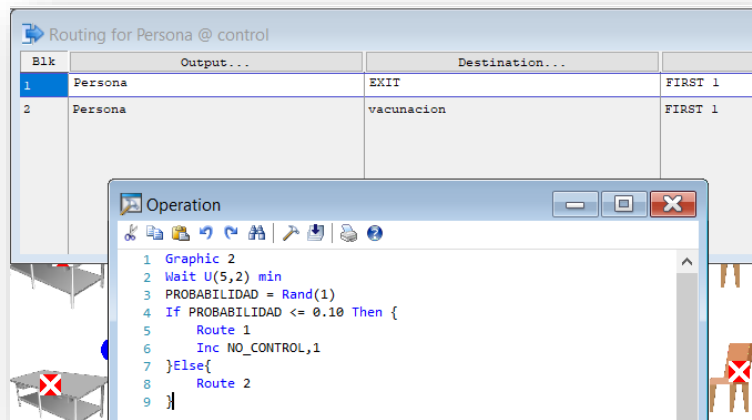 Routing for Persona @ control
Blk Output... Destination...
1 Persona EXIT FIRST 1
2 Persona vacunacion FIRST 1
Operation
1 Graphic 2
2 Wait U(5,2) min
3 PROBABILIDAD = Rand(1)
4 If PROBABILIDAD <= 0.10 Then {
5 Route 1
6 Inc NO_CONTROL,1
7 }Else{
8 Route 2
9 }